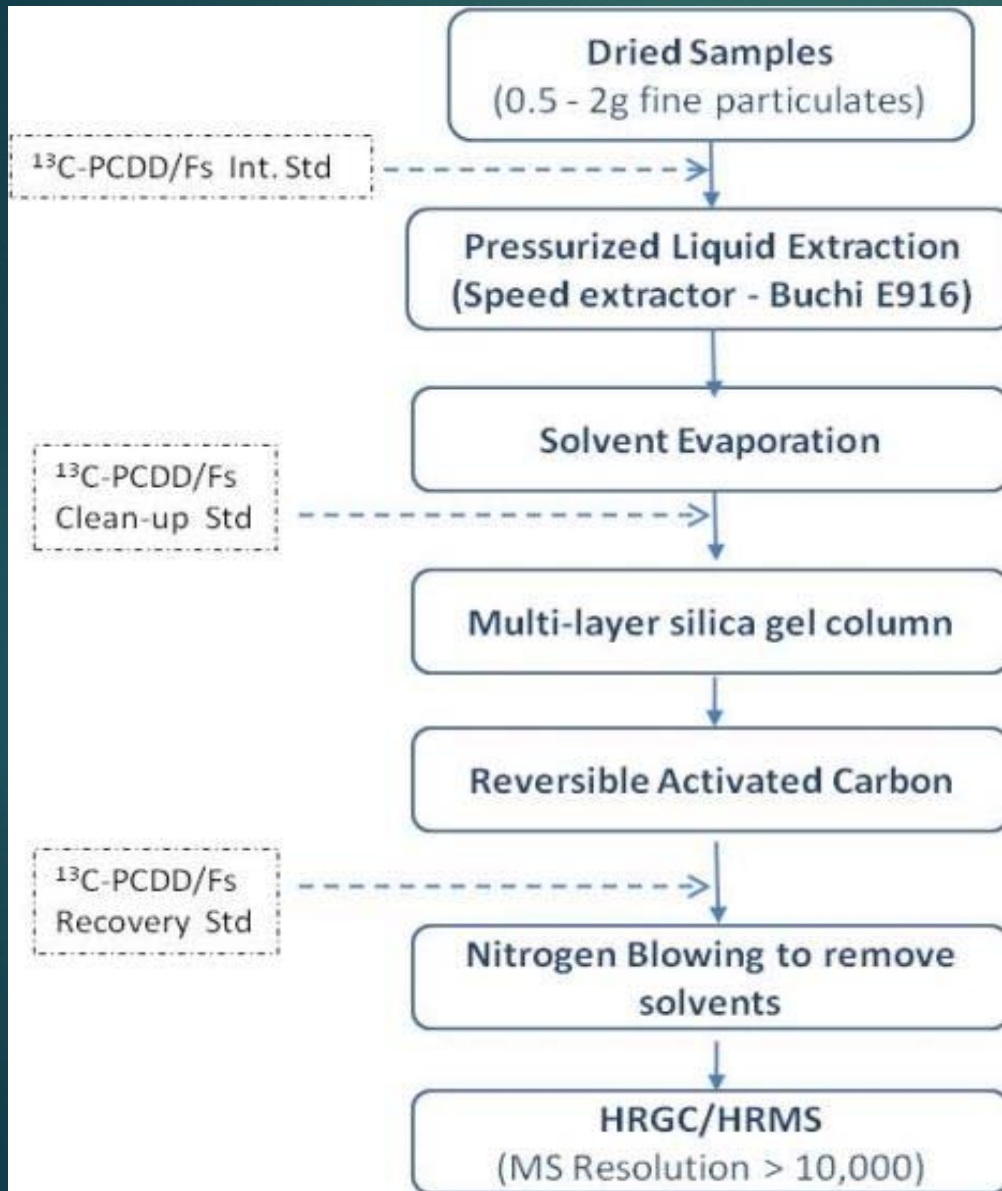 Dried Samples
(0.5 - 2g fine particulates)
¹³C-PCDD/Fs Int. Std
Pressurized Liquid Extraction
(Speed extractor - Buchi E916)
Solvent Evaporation
¹³C-PCDD/Fs
Clean-up Std
Multi-layer silica gel column
Reversible Activated Carbon
¹³C-PCDD/Fs
Recovery Std
Nitrogen Blowing to remove
solvents
HRGC/HRMS
(MS Resolution > 10,000)